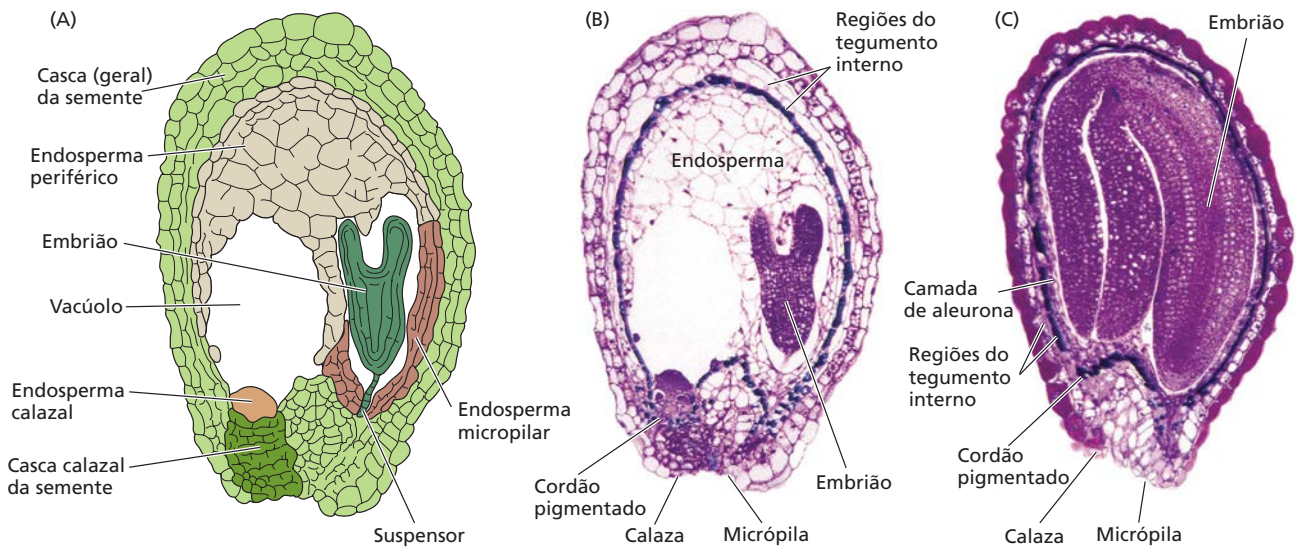 (A)
Casca (geral)
da semente
Endosperma
periférico
Embrião
Vacúolo
Endosperma
calazal
Casca calazal
da semente
Endosperma
micropilar
Suspensor
(B)
Regiões do
tegumento
interno
Endosperma
Cordão
pigmentado
Calaza
Micrópila
Embrião
(C)
Embrião
Camada
de aleurona
Regiões do
tegumento
interno
Cordão
pigmentado
Calaza
Micrópila